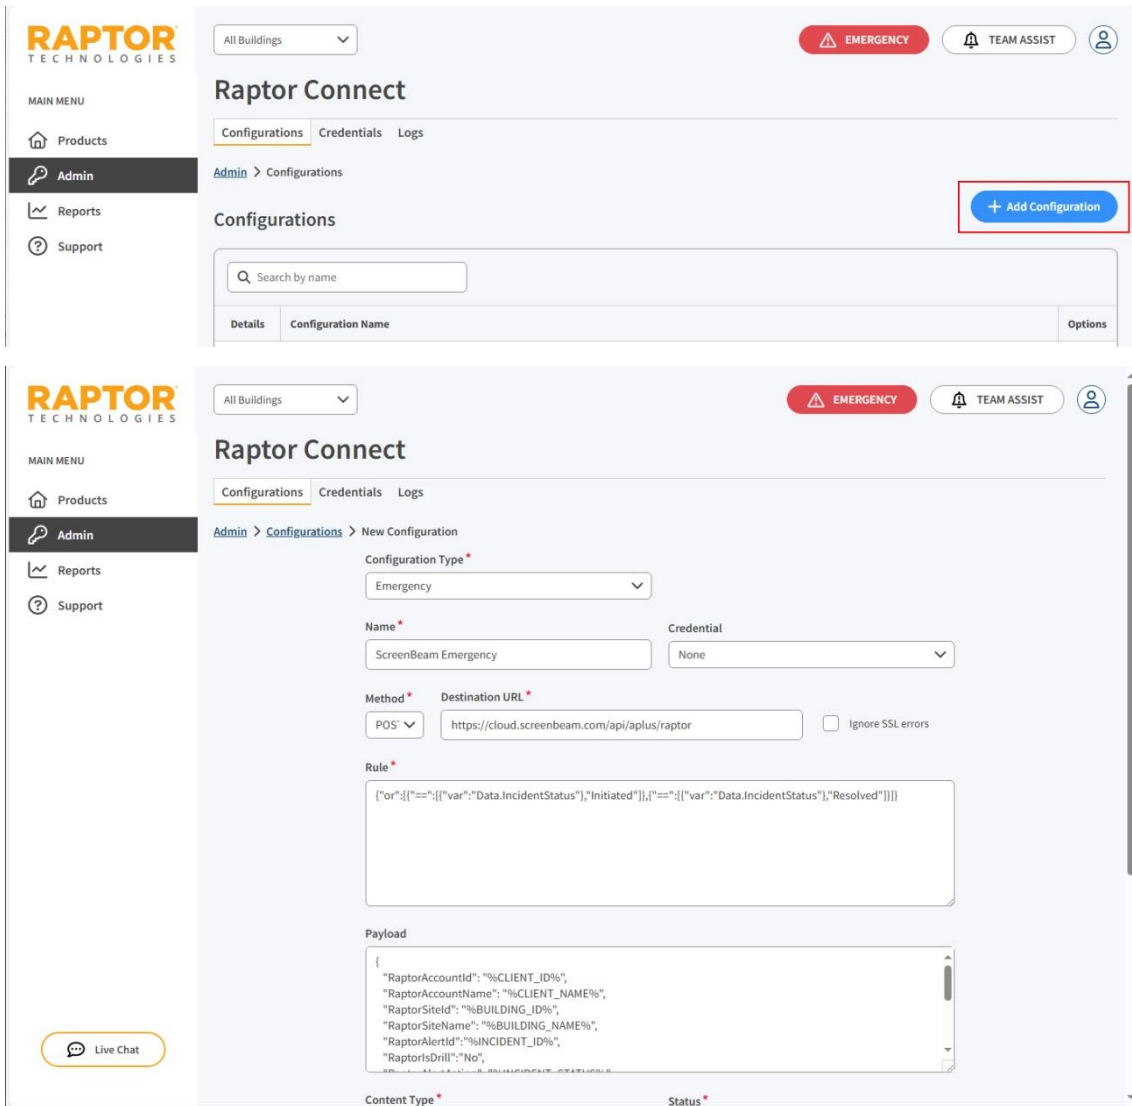 RAPTOR
TECHNOLOGIES
All Buildings
EMERGENCY
TEAM ASSIST
Raptor Connect
MAIN MENU
Products
Admin
Reports
Support
Configurations Credentials Logs
Admin > Configurations
+ Add Configuration
Configurations
Search by name
Details Configuration Name Options
RAPTOR
TECHNOLOGIES
All Buildings
EMERGENCY
TEAM ASSIST
Raptor Connect
MAIN MENU
Products
Admin
Reports
Support
Configurations Credentials Logs
Admin > Configurations > New Configuration
Configuration Type *
Emergency
Name *
Credential
ScreenBeam Emergency
None
Method *
Destination URL *
POST
https://cloud.screenbeam.com/api/aplus/raptor
Ignore SSL errors
Rule *
{"or":[{"==":[{"var":"Data.IncidentStatus"},"Initiated"]},{"==":[{"var":"Data.IncidentStatus"},"Resolved"]}]}
Payload
{
"RaptorAccountId": "%CLIENT_ID%",
"RaptorAccountName": "%CLIENT_NAME%",
"RaptorSiteId": "%BUILDING_ID%",
"RaptorSiteName": "%BUILDING_NAME%",
"RaptorAlertId":"%INCIDENT_ID%",
"RaptorIsDrill":"No",
Live Chat
Content Type *
Status *